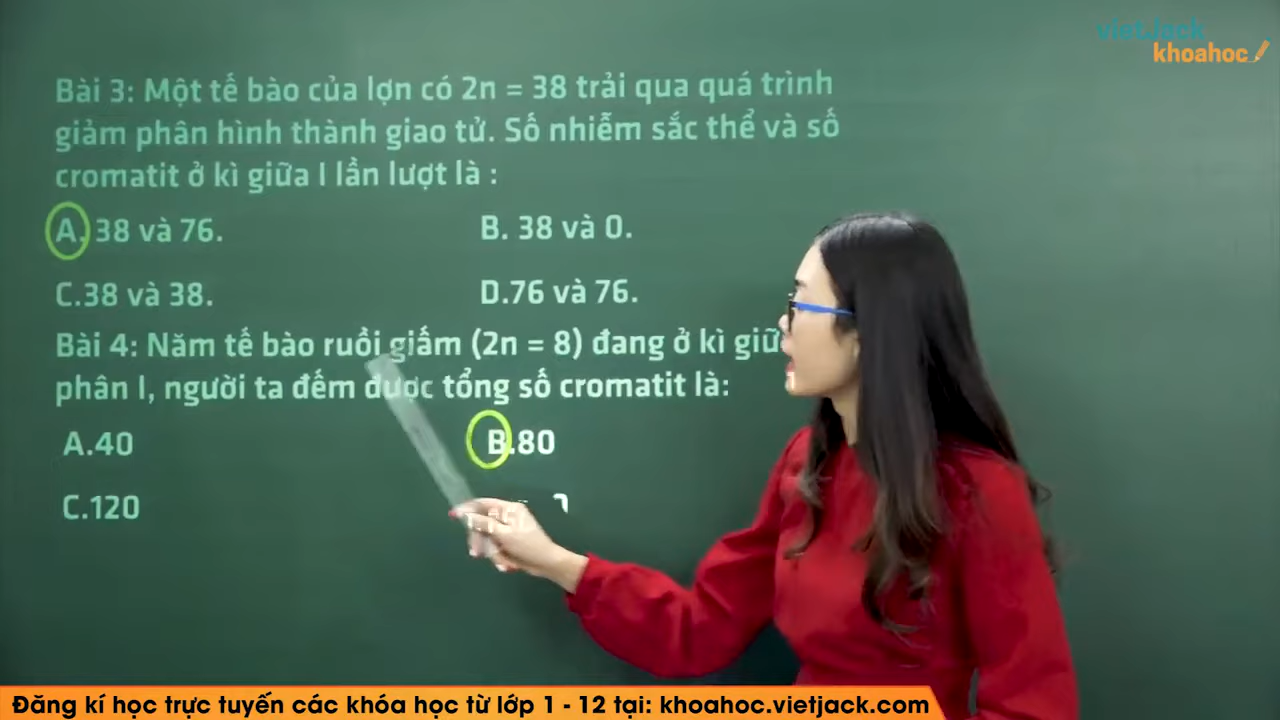 vietJack
khoahoc
Bài 3: Một tế bào của lợn có 2n = 38 trải qua quá trình
giảm phân hình thành giao tử. Số nhiễm sắc thể và số
cromatit ở kì giữa I lần lượt là :
A. 38 và 76.
B. 38 và 0.
C.38 và 38.
D.76 và 76.
Bài 4: Năm tế bào ruồi giấm (2n = 8) đang ở kì
phân I, người ta đếm được tổng số cromatit là:
A.40
B.80
C.120
Đăng kí học trực tuyến các khóa học từ lớp 1 - 12 tại: khoahoc.vietjack.com